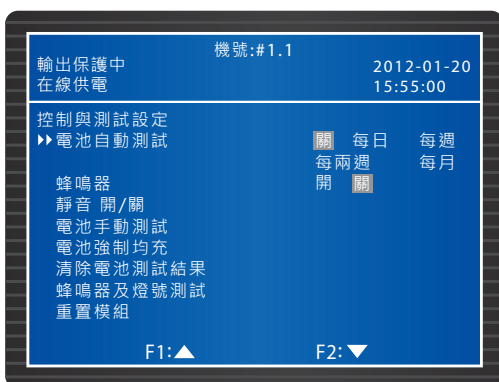 機號:#1.1
輸出保護中 2012-01-20
在線供電 15:55:00
控制與測試設定
電池自動測試 關 每日 每週
每兩週 每月
蜂鳴器 開 關
靜音 開/關
電池手動測試
電池強制均充
清除電池測試結果
蜂鳴器及燈號測試
重置模組
F1:▲ F2:▼